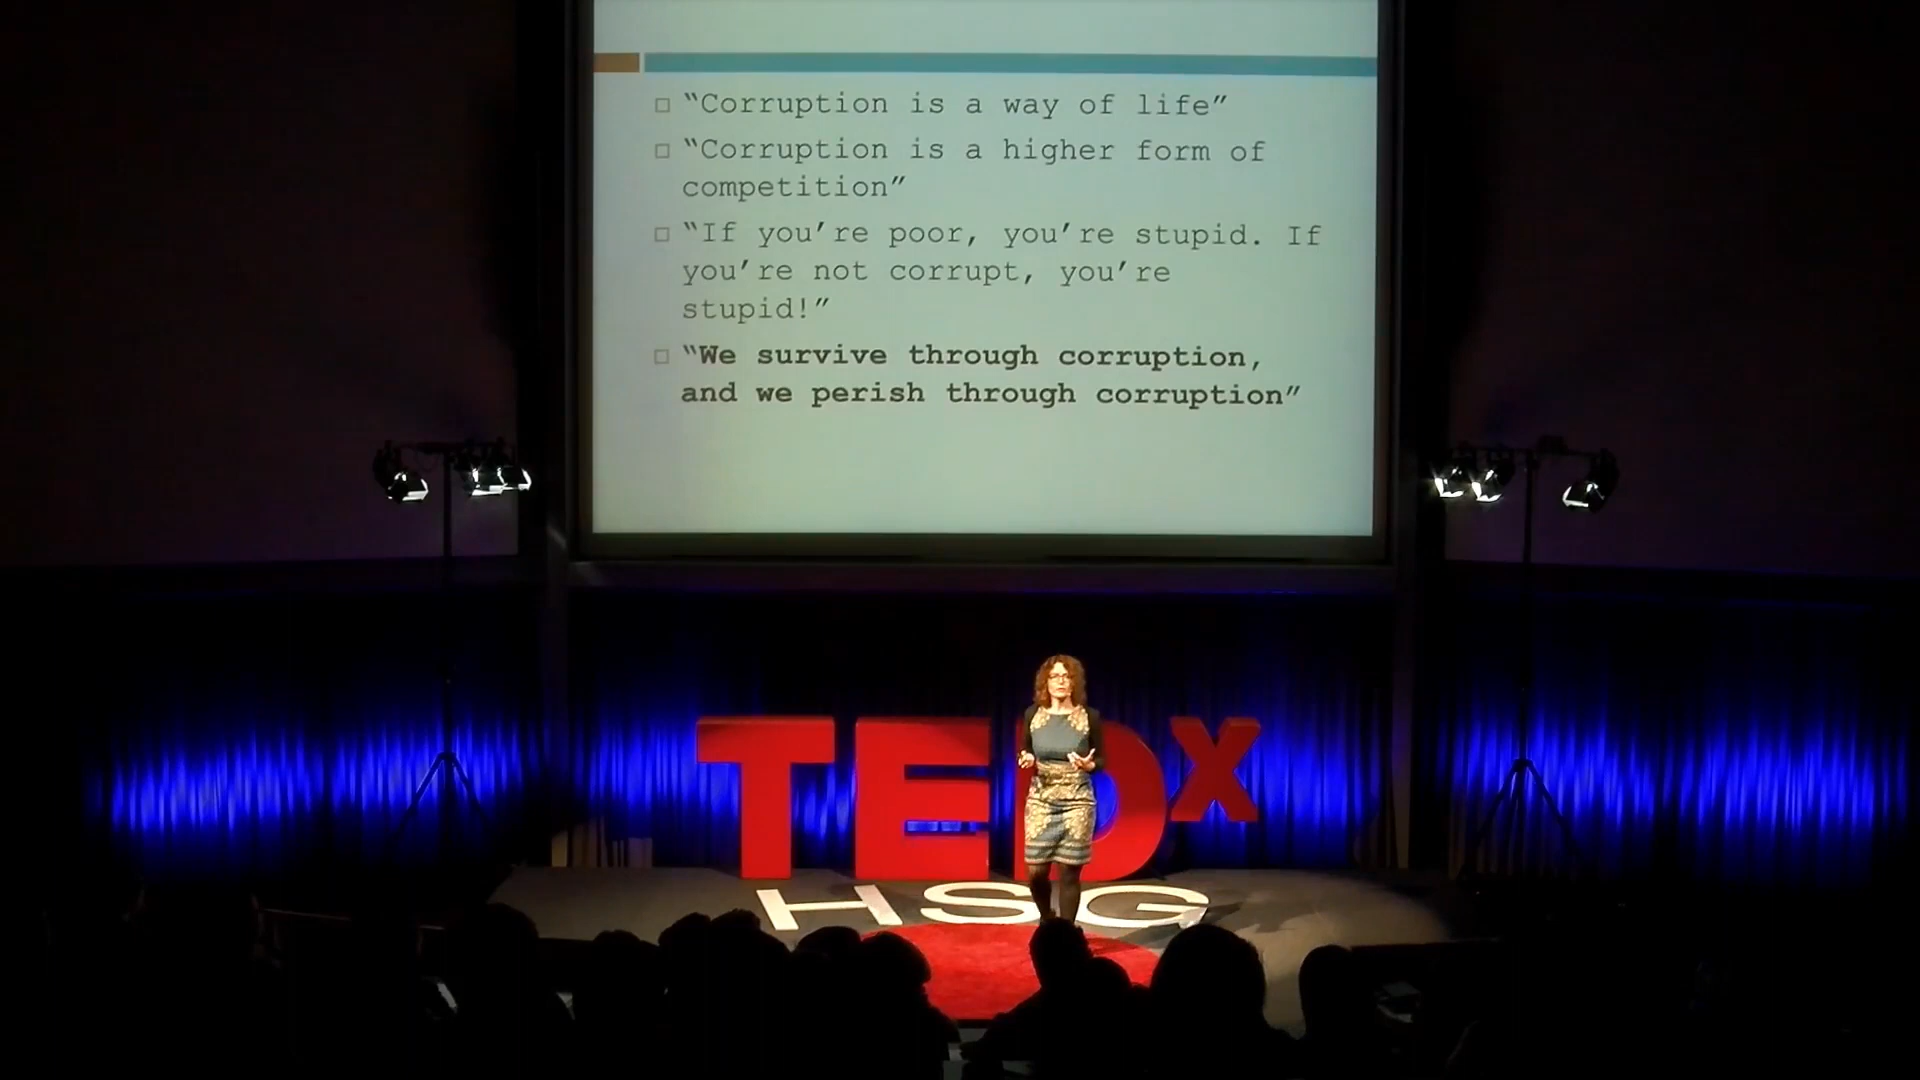 “Corruption is a way of life”
“Corruption is a higher form of
competition”
“If you’re poor, you’re stupid. If
you’re not corrupt, you’re
stupid!”
“We survive through corruption,
and we perish through corruption”
TEDx
HSG